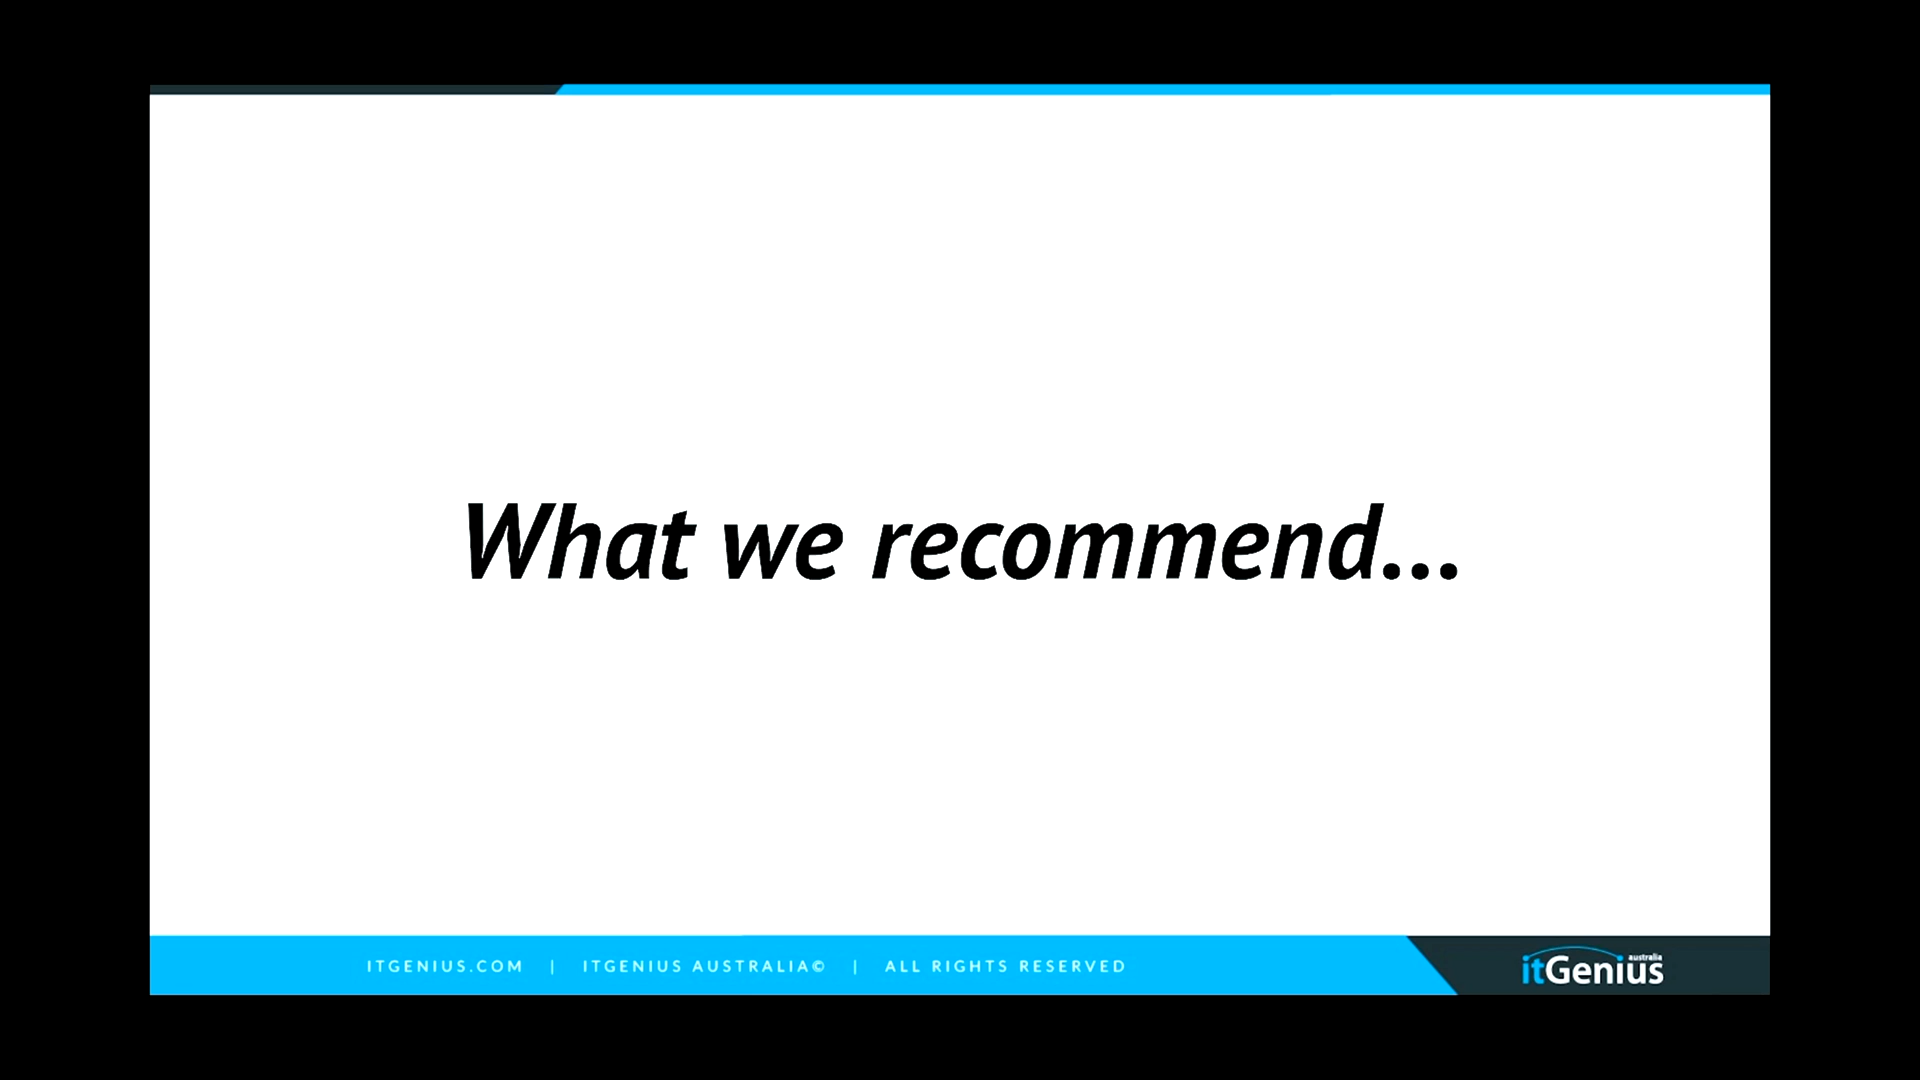 What we recommend...
ITGENIUS.COM | ITGENIUS AUSTRALIA© | ALL RIGHTS RESERVED
itGenius australia